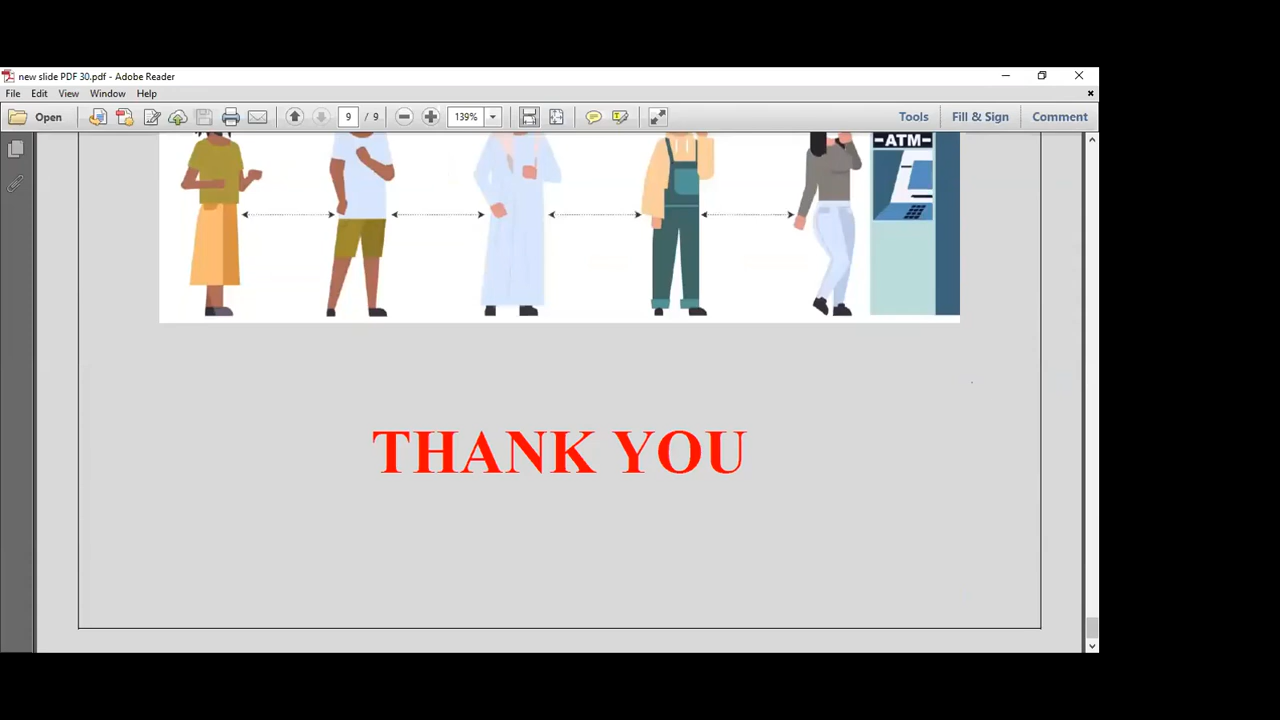 new slide PDF 30.pdf - Adobe Reader
File Edit View Window Help
Open 9 / 9 139% Tools Fill & Sign Comment
ATM
THANK YOU